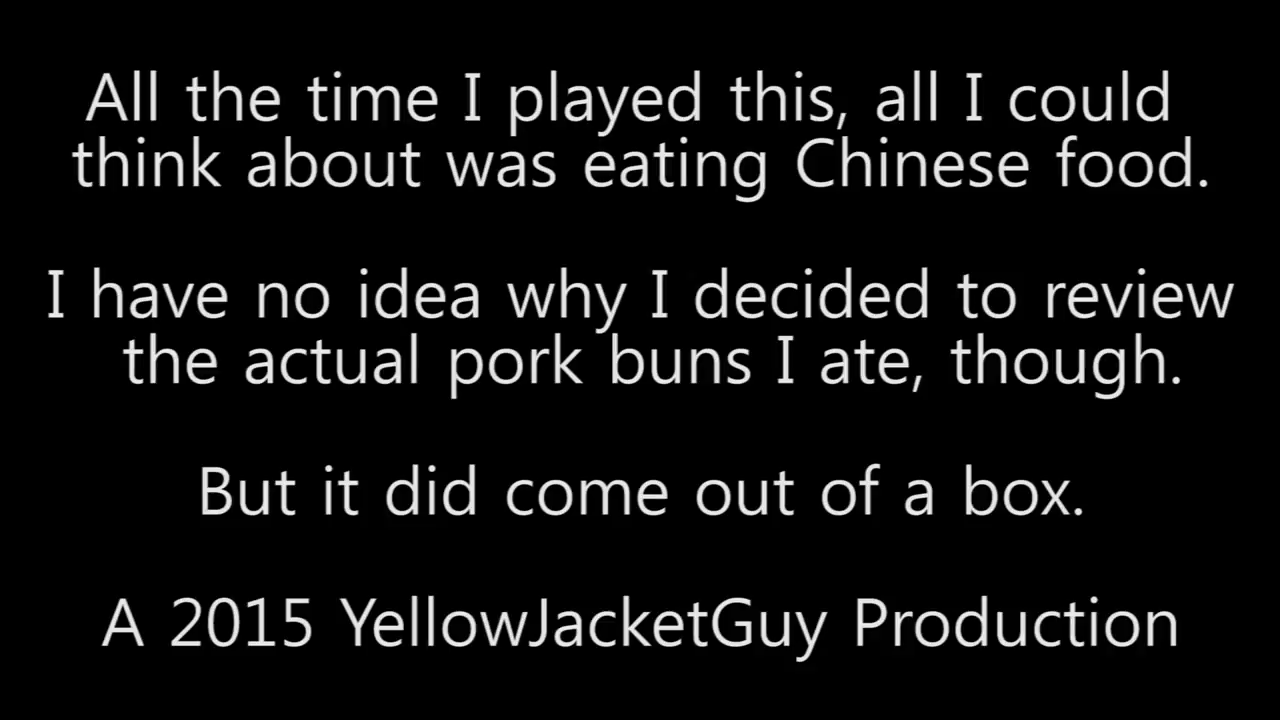 All the time I played this, all I could
think about was eating Chinese food.
I have no idea why I decided to review
the actual pork buns I ate, though.
But it did come out of a box.
A 2015 YellowJacketGuy Production